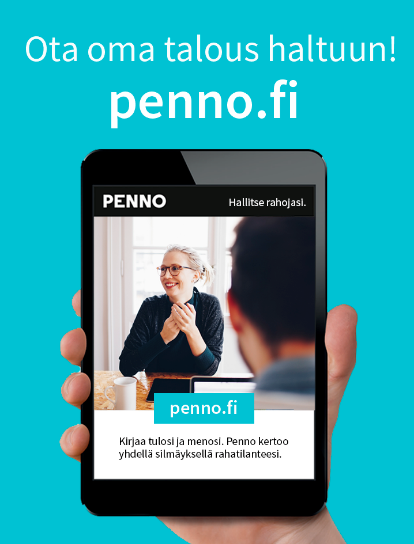 Ota oma talous haltuun!
penno.fi
PENNO
Hallitse rahojasi.
penno.fi
Kirjaa tulosi ja menosi. Penno kertoo
yhdellä silmäyksellä rahatilanteesi.